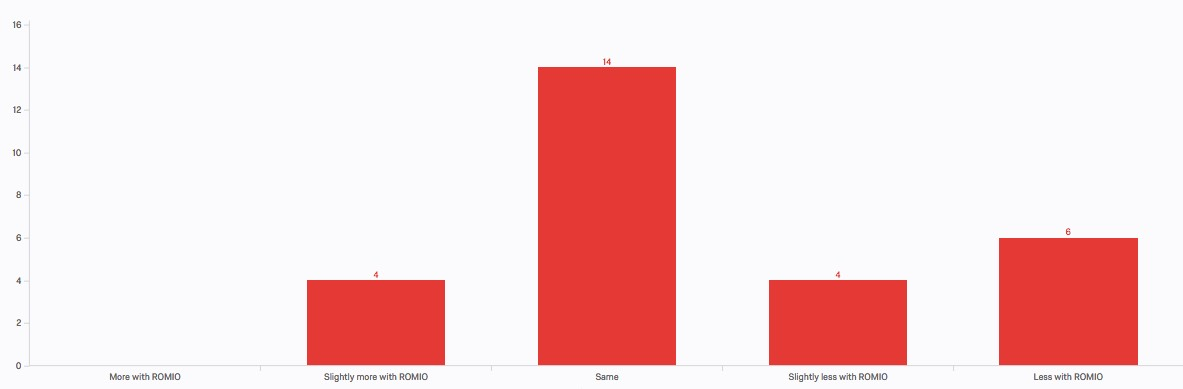 16
14
14
12
10
8
6
6
4
4
4
2
0
More with ROMIO
Slightly more with ROMIO
Same
Slightly less with ROMIO
Less with ROMIO